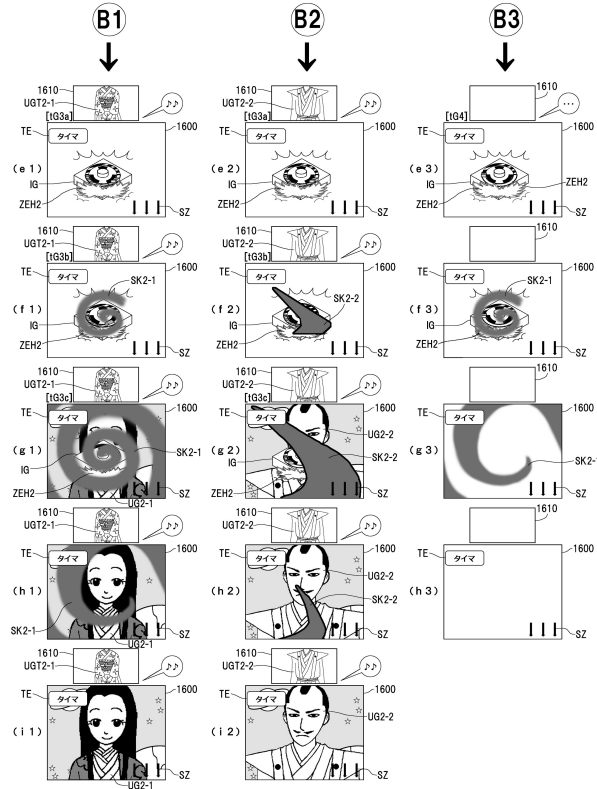 B1
B2
B3
1610
UGT2-1
♪♪
[tG3a]
TE
タイマ
1600
(e1)
IG
ZEH2
SZ
1610
UGT2-2
♪♪
[tG3a]
TE
タイマ
1600
(e2)
IG
ZEH2
SZ
1610
...
[tG4]
TE
タイマ
1600
(e3)
IG
ZEH2
ZEH2
SZ
1610
UGT2-1
♪♪
[tG3b]
TE
タイマ
1600
SK2-1
(f1)
IG
ZEH2
SZ
1610
UGT2-2
♪♪
[tG3b]
TE
タイマ
1600
SK2-2
(f2)
IG
ZEH2
SZ
1610
TE
タイマ
1600
SK2-1
(f3)
IG
ZEH2
SZ
1610
UGT2-1
♪♪
[tG3c]
TE
タイマ
1600
(g1)
SK2-1
IG
ZEH2
SZ
UG2-1
1610
UGT2-2
♪♪
[tG3c]
TE
タイマ
1600
UG2-2
(g2)
SK2-2
IG
ZEH2
SZ
1610
TE
タイマ
1600
(g3)
SK2-
SZ
1610
UGT2-1
♪♪
TE
タイマ
1600
(h1)
SK2-1
SZ
UG2-1
1610
UGT2-2
♪♪
TE
タイマ
1600
UG2-2
(h2)
SK2-2
SZ
1610
TE
タイマ
1600
(h3)
SZ
1610
UGT2-1
♪♪
TE
タイマ
1600
(i1)
SZ
UG2-1
1610
UGT2-2
♪♪
TE
タイマ
1600
UG2-2
(i2)
SZ